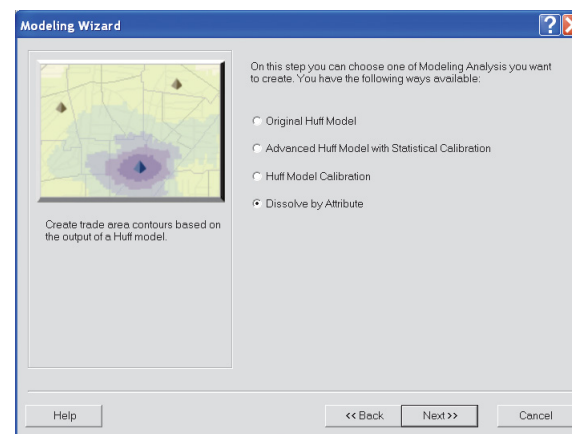 Modeling Wizard
On this step you can choose one of Modeling Analysis you want
to create. You have the following ways available:
Original Huff Model
Advanced Huff Model with Statistical Calibration
Huff Model Calibration
Dissolve by Attribute
Create trade area contours based on
the output of a Huff model.
Help
<< Back
Next >>
Cancel